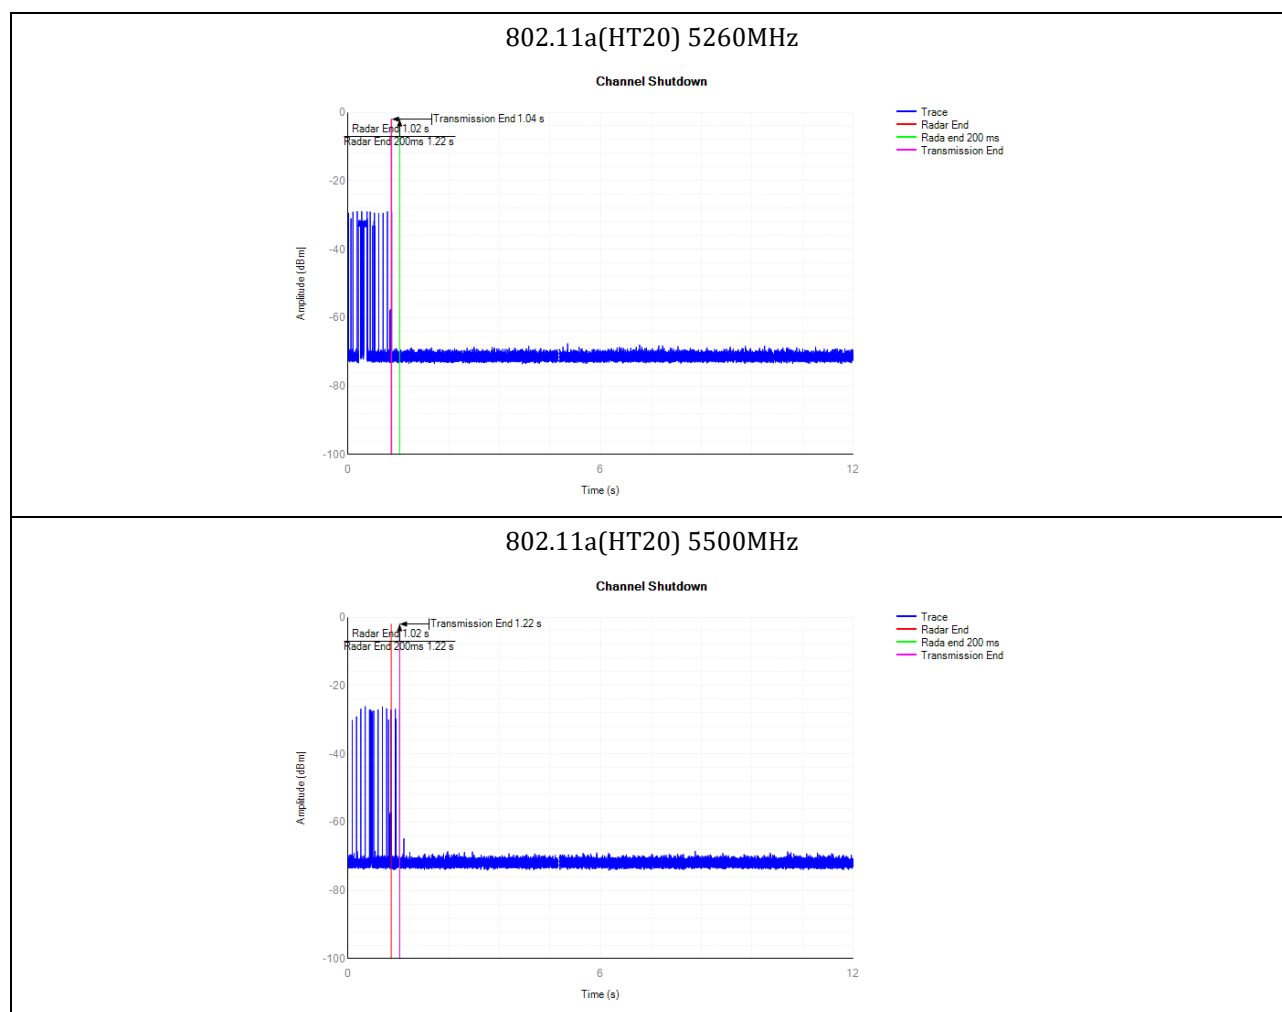 802.11a(HT20) 5260MHz
Channel Shutdown
0
Transmission End 1.04 s
Radar End 1.02 s
Radar End 200ms 1.22 s
Trace
Radar End
Rada end 200 ms
Transmission End
-20
-40
Amplitude [dBm]
-60
-80
-100
0
6
12
Time (s)
802.11a(HT20) 5500MHz
Channel Shutdown
0
Transmission End 1.22 s
Radar End 1.02 s
Radar End 200ms 1.22 s
Trace
Radar End
Rada end 200 ms
Transmission End
-20
-40
Amplitude [dBm]
-60
-80
-100
0
6
12
Time (s)